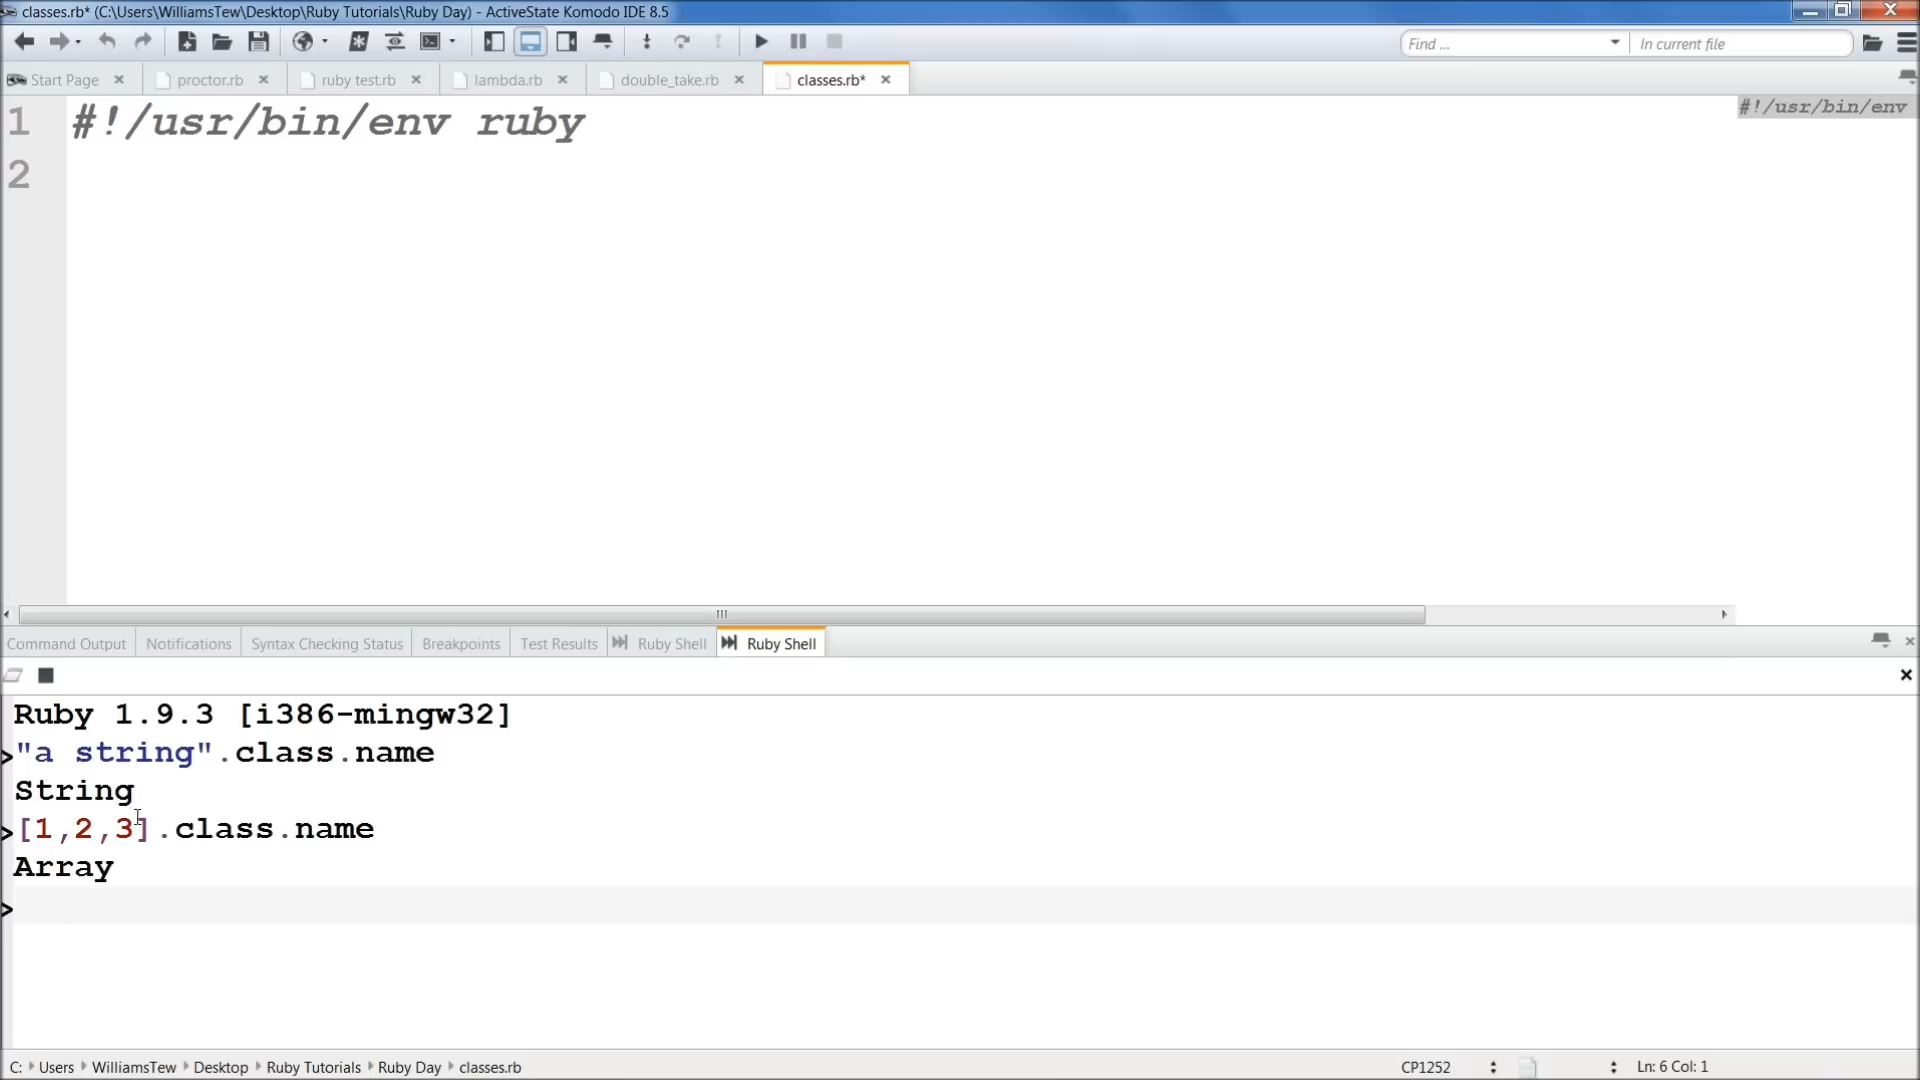 classes.rb* (C:\Users\WilliamsTew\Desktop\Ruby Tutorials\Ruby Day) - ActiveState Komodo IDE 8.5
Find ... In current file
Start Page proctor.rb ruby test.rb lambda.rb double_take.rb classes.rb*
1 #!/usr/bin/env ruby
#!/usr/bin/env
2
Command Output Notifications Syntax Checking Status Breakpoints Test Results Ruby Shell Ruby Shell
Ruby 1.9.3 [i386-mingw32]
>"a string".class.name
String
>[1,2,3].class.name
Array
>
C: Users WilliamsTew Desktop Ruby Tutorials Ruby Day classes.rb CP1252 Ln: 6 Col: 1